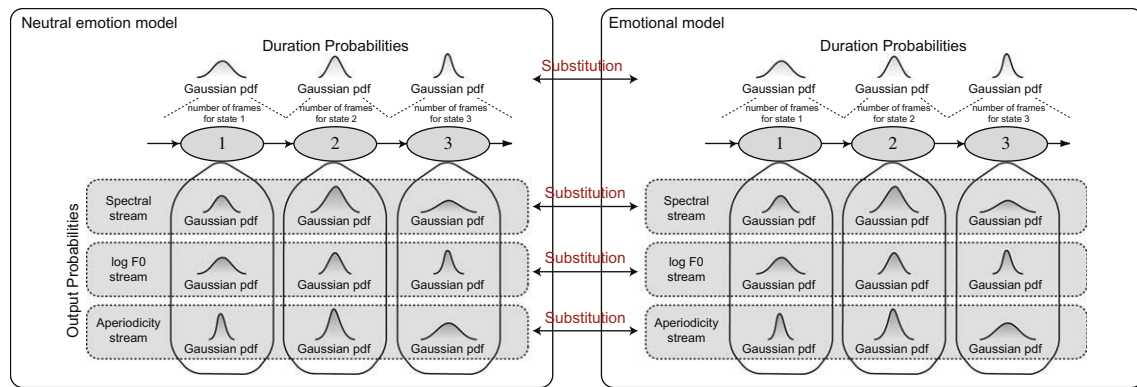 Neutral emotion model
Duration Probabilities
Gaussian pdf Gaussian pdf Gaussian pdf
number of frames for state 1
number of frames for state 2
number of frames for state 3
1 2 3
Output Probabilities
Spectral stream
Gaussian pdf Gaussian pdf Gaussian pdf
log F0 stream
Gaussian pdf Gaussian pdf Gaussian pdf
Aperiodicity stream
Gaussian pdf Gaussian pdf Gaussian pdf
Substitution
Substitution
Substitution
Substitution
Emotional model
Duration Probabilities
Gaussian pdf Gaussian pdf Gaussian pdf
number of frames for state 1
number of frames for state 2
number of frames for state 3
1 2 3
Spectral stream
Gaussian pdf Gaussian pdf Gaussian pdf
log F0 stream
Gaussian pdf Gaussian pdf Gaussian pdf
Aperiodicity stream
Gaussian pdf Gaussian pdf Gaussian pdf